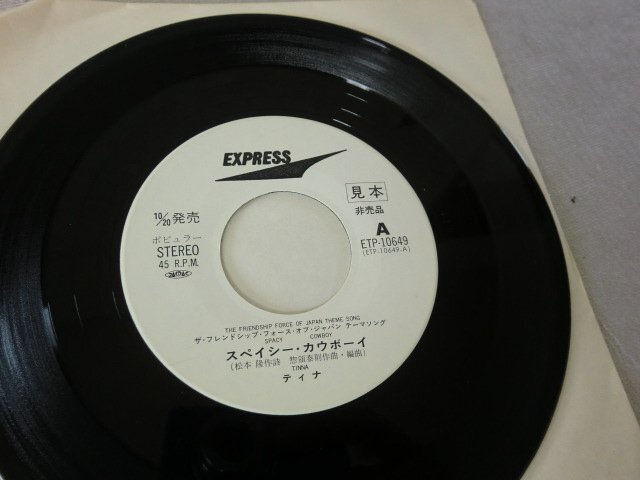 EXPRESS
見本
非売品
10/20発売
A
ポピュラー
ETP-10649
STEREO
(ETP-10649-A)
45 R.P.M.
THE FRIENDSHIP FORCE OF JAPAN THEME SONG
ザ・フレンドシップ・フォース・オブ・ジャパン テーマソング
SPACY COWBOY
スペイシー・カウボーイ
(松本 隆作詩 惣領泰則作曲・編曲)
TINNA
ティナ